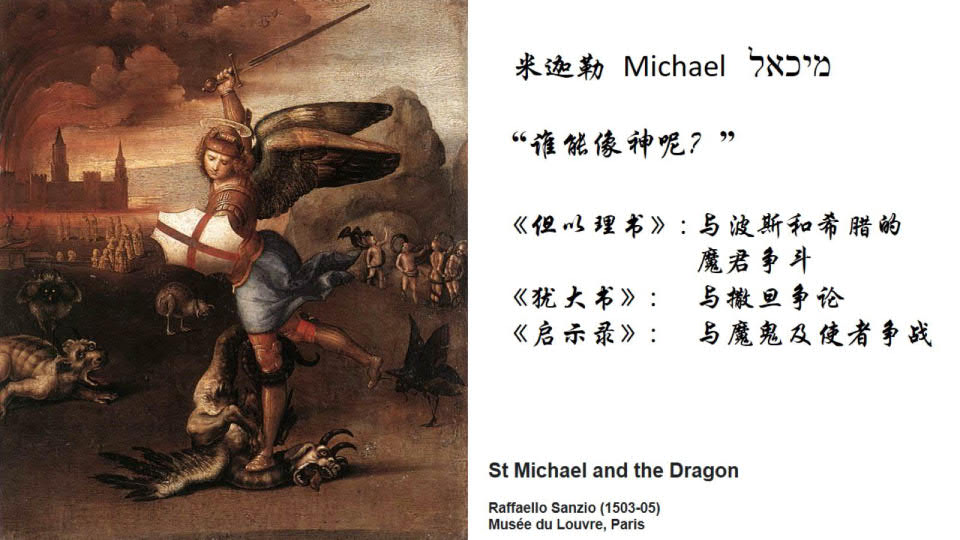 米迦勒 Michael מיכאל
“谁能像神呢？”
《但以理书》: 与波斯和希腊的
魔君争斗
《犹大书》: 与撒旦争论
《启示录》: 与魔鬼及使者争战
St Michael and the Dragon
Raffaello Sanzio (1503-05)
Musée du Louvre, Paris